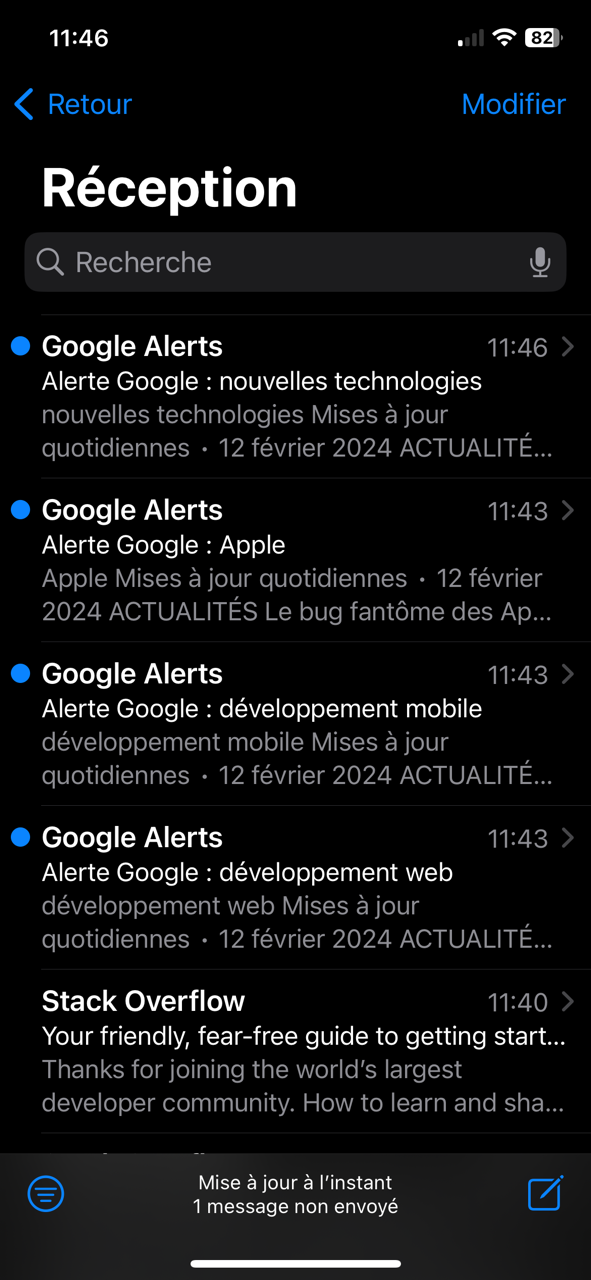 11:46
82
Retour
Modifier
Réception
Recherche
Google Alerts
11:46
Alerte Google : nouvelles technologies
nouvelles technologies Mises à jour
quotidiennes • 12 février 2024 ACTUALITÉ...
Google Alerts
11:43
Alerte Google : Apple
Apple Mises à jour quotidiennes • 12 février
2024 ACTUALITÉS Le bug fantôme des Ap...
Google Alerts
11:43
Alerte Google : développement mobile
développement mobile Mises à jour
quotidiennes • 12 février 2024 ACTUALITÉ...
Google Alerts
11:43
Alerte Google : développement web
développement web Mises à jour
quotidiennes • 12 février 2024 ACTUALITÉ...
Stack Overflow
11:40
Your friendly, fear-free guide to getting start...
Thanks for joining the world’s largest
developer community. How to learn and sha...
Mise à jour à l’instant
1 message non envoyé